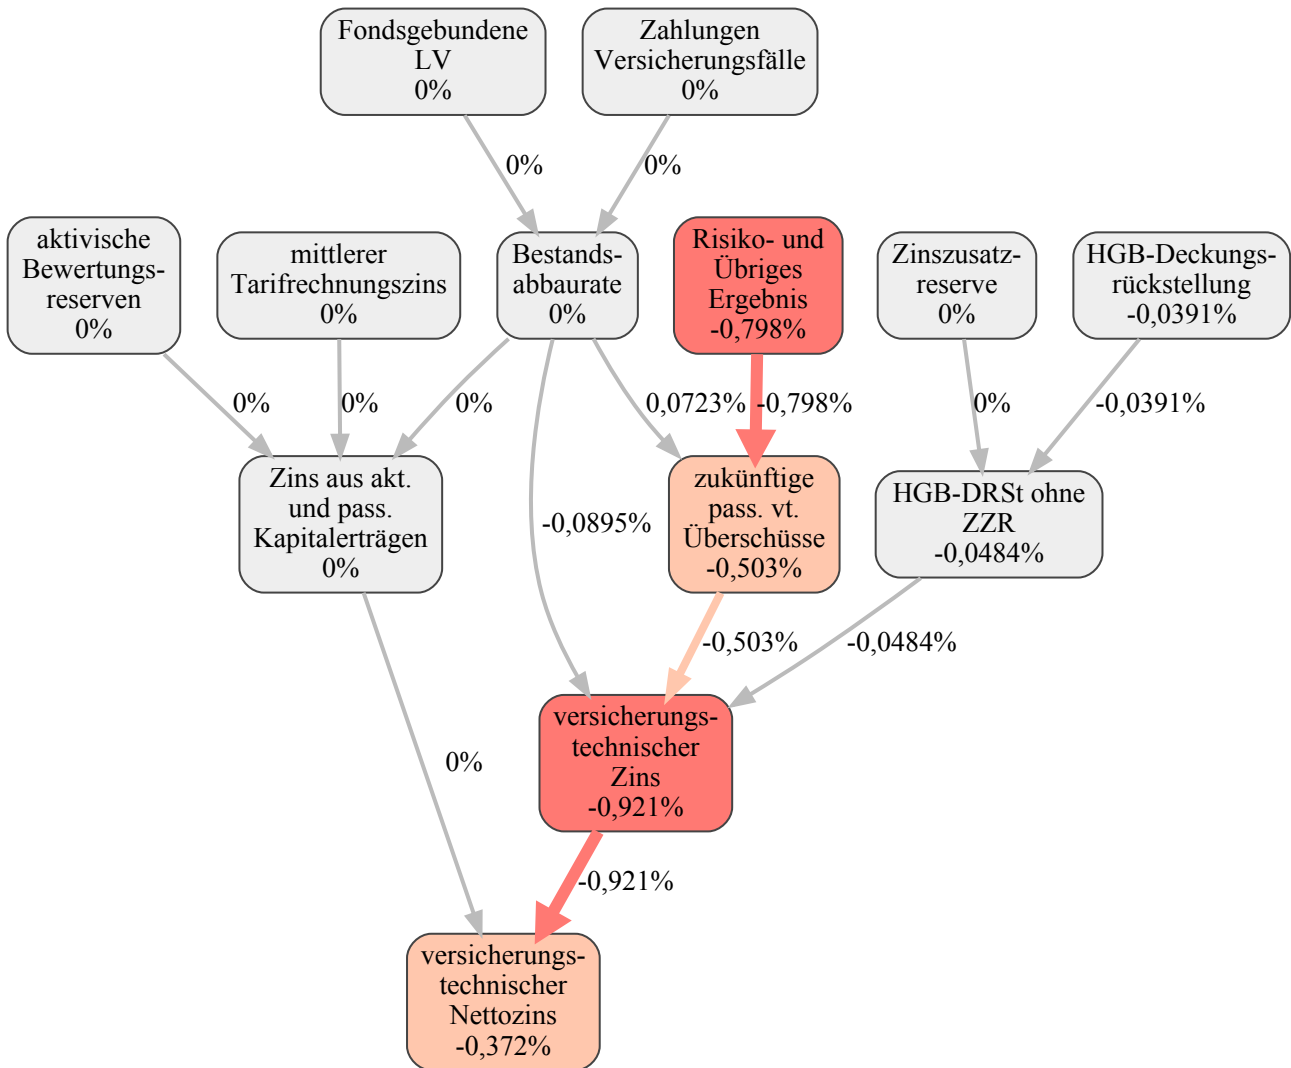 Fondsgebundene
LV
0%
Zahlungen
Versicherungsfälle
0%
0%
0%
aktivische
Bewertungs-
reserven
0%
mittlerer
Tarifrechnungszins
0%
Bestands-
abbaurate
0%
Risiko- und
Übriges
Ergebnis
-0,798%
Zinszusatz-
reserve
0%
HGB-Deckungs-
rückstellung
-0,0391%
0%
0%
0%
0,0723%
-0,798%
0%
-0,0391%
Zins aus akt.
und pass.
Kapitalerträgen
0%
-0,0895%
zukünftige
pass. vt.
Überschüsse
-0,503%
HGB-DRSt ohne
ZZR
-0,0484%
-0,503%
-0,0484%
versicherungs-
technischer
Zins
-0,921%
0%
-0,921%
versicherungs-
technischer
Nettozins
-0,372%